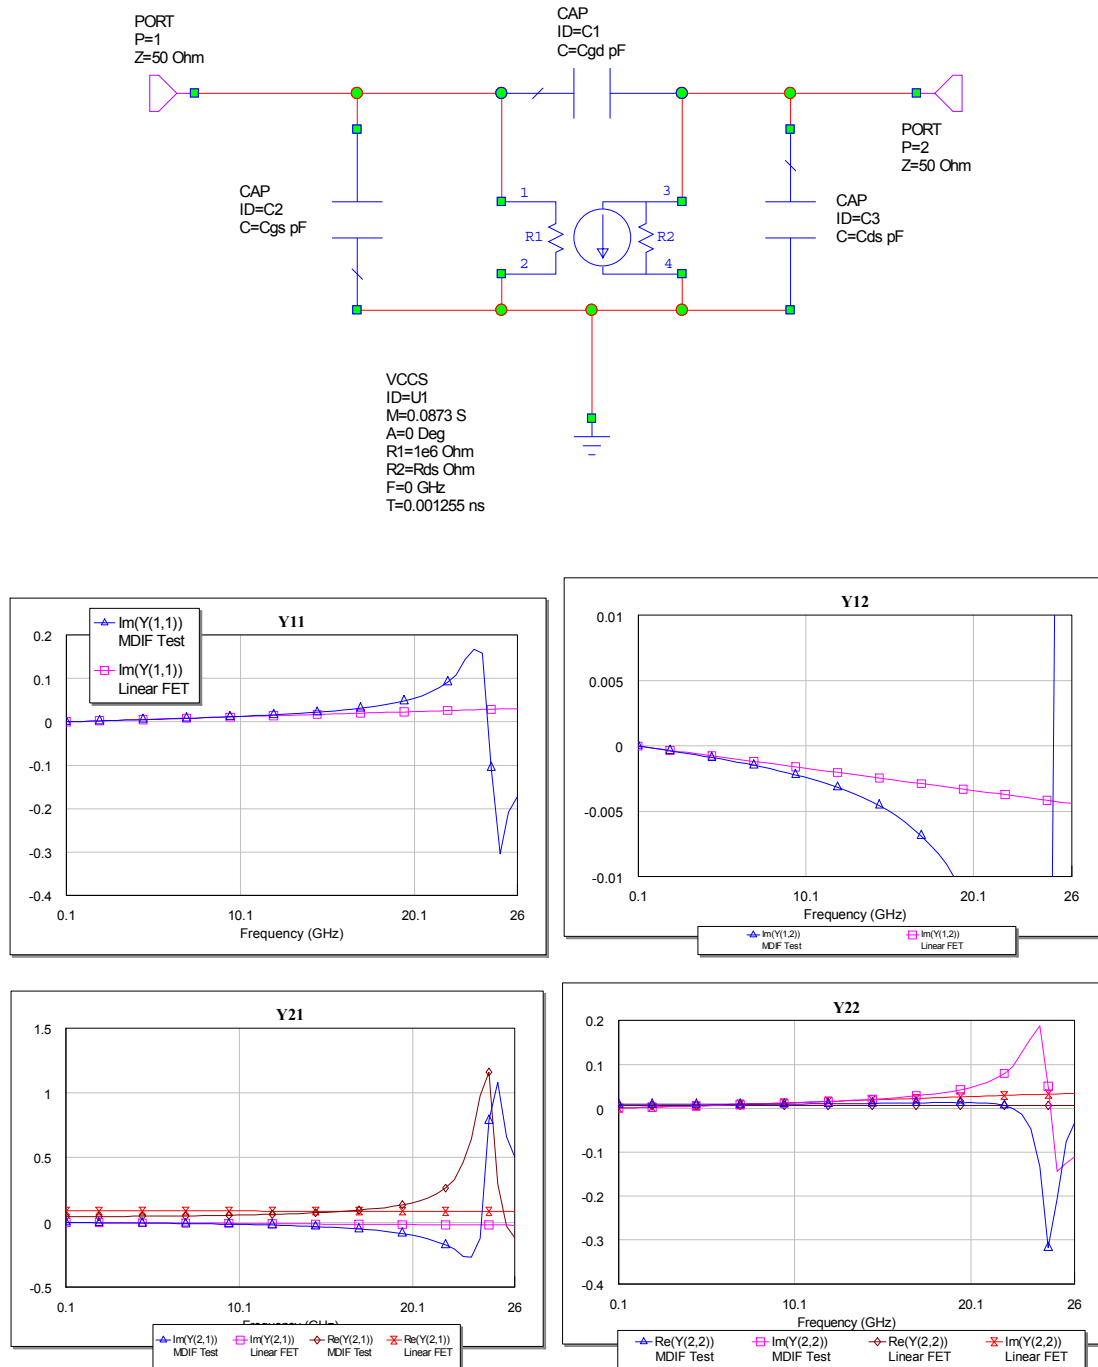 PORT
P=1
Z=50 Ohm
CAP
ID=C1
C=Cgd pF
PORT
P=2
Z=50 Ohm
CAP
ID=C2
C=Cgs pF
1
3
R1
R2
2
4
CAP
ID=C3
C=Cds pF
VCCS
ID=U1
M=0.0873 S
A=0 Deg
R1=1e6 Ohm
R2=Rds Ohm
F=0 GHz
T=0.001255 ns
Y11
Im(Y(1,1))
MDIF Test
Im(Y(1,1))
Linear FET
0.2
0.1
0
-0.1
-0.2
-0.3
-0.4
0.1 10.1 20.1 26
Frequency (GHz)
Y12
0.01
0.005
0
-0.005
-0.01
0.1 10.1 20.1 26
Frequency (GHz)
Im(Y(1,2)) Im(Y(1,2))
MDIF Test Linear FET
Y21
1.5
1
0.5
0
-0.5
0.1 10.1 20.1 26
Frequency (GHz)
Im(Y(2,1)) Im(Y(2,1)) Re(Y(2,1)) Re(Y(2,1))
MDIF Test Linear FET MDIF Test Linear FET
Y22
0.2
0.1
0
-0.1
-0.2
-0.3
-0.4
0.1 10.1 20.1 26
Frequency (GHz)
Re(Y(2,2)) Im(Y(2,2)) Re(Y(2,2)) Im(Y(2,2))
MDIF Test MDIF Test Linear FET Linear FET